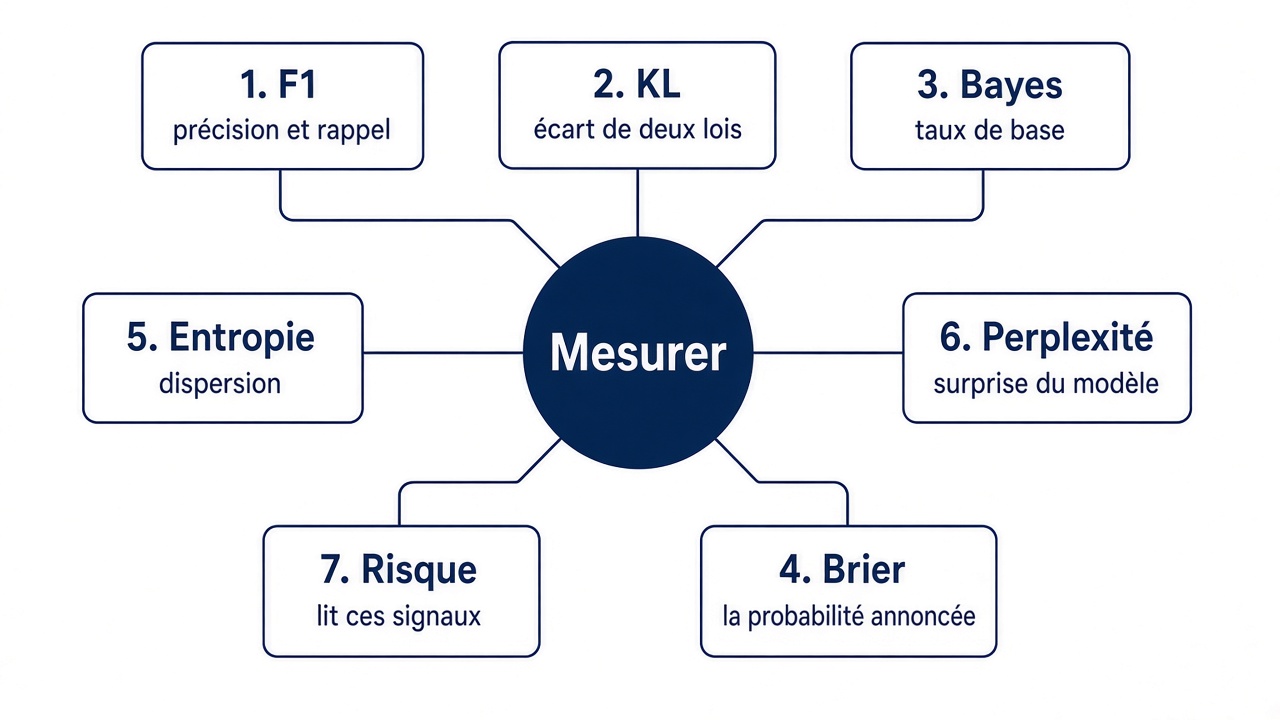 1. F1
précision et rappel
2. KL
écart de deux lois
3. Bayes
taux de base
5. Entropie
dispersion
Mesurer
6. Perplexité
surprise du modèle
7. Risque
lit ces signaux
4. Brier
la probabilité annoncée